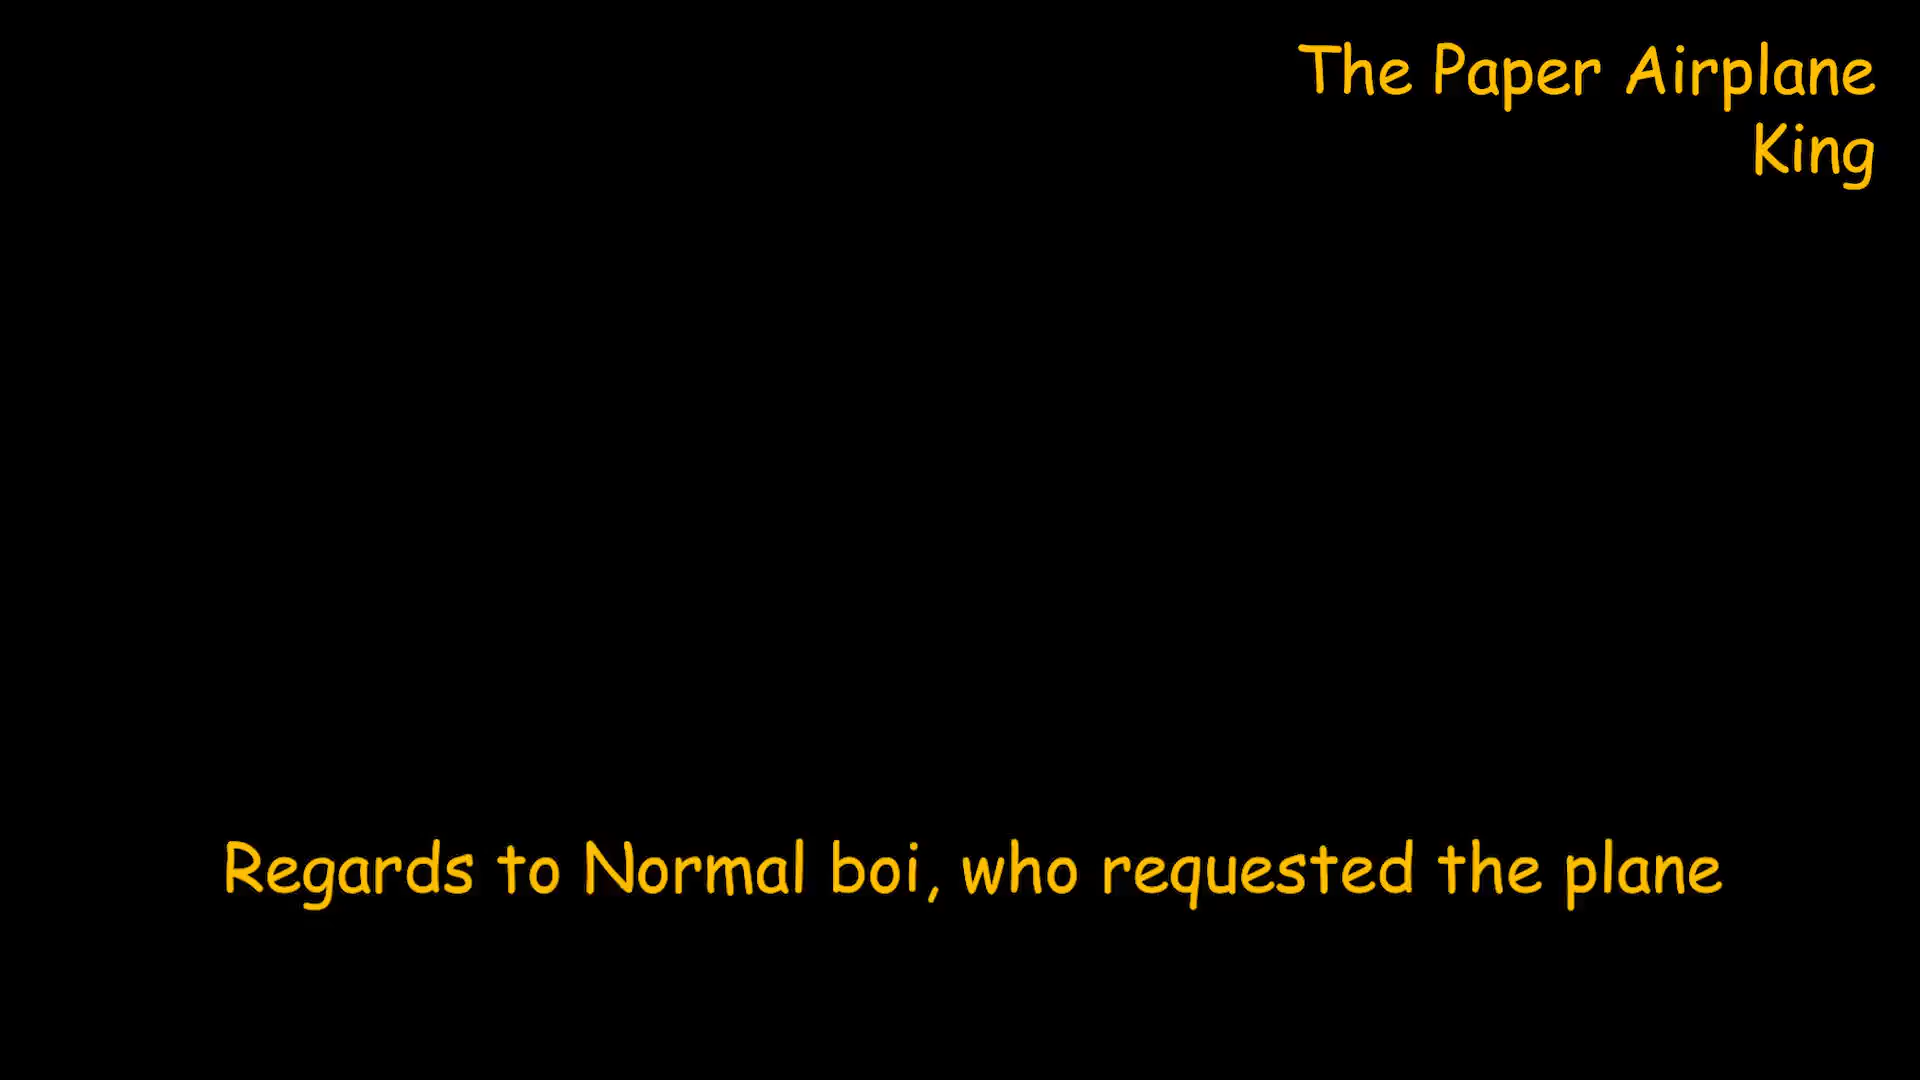 The Paper Airplane
King
Regards to Normal boi, who requested the plane